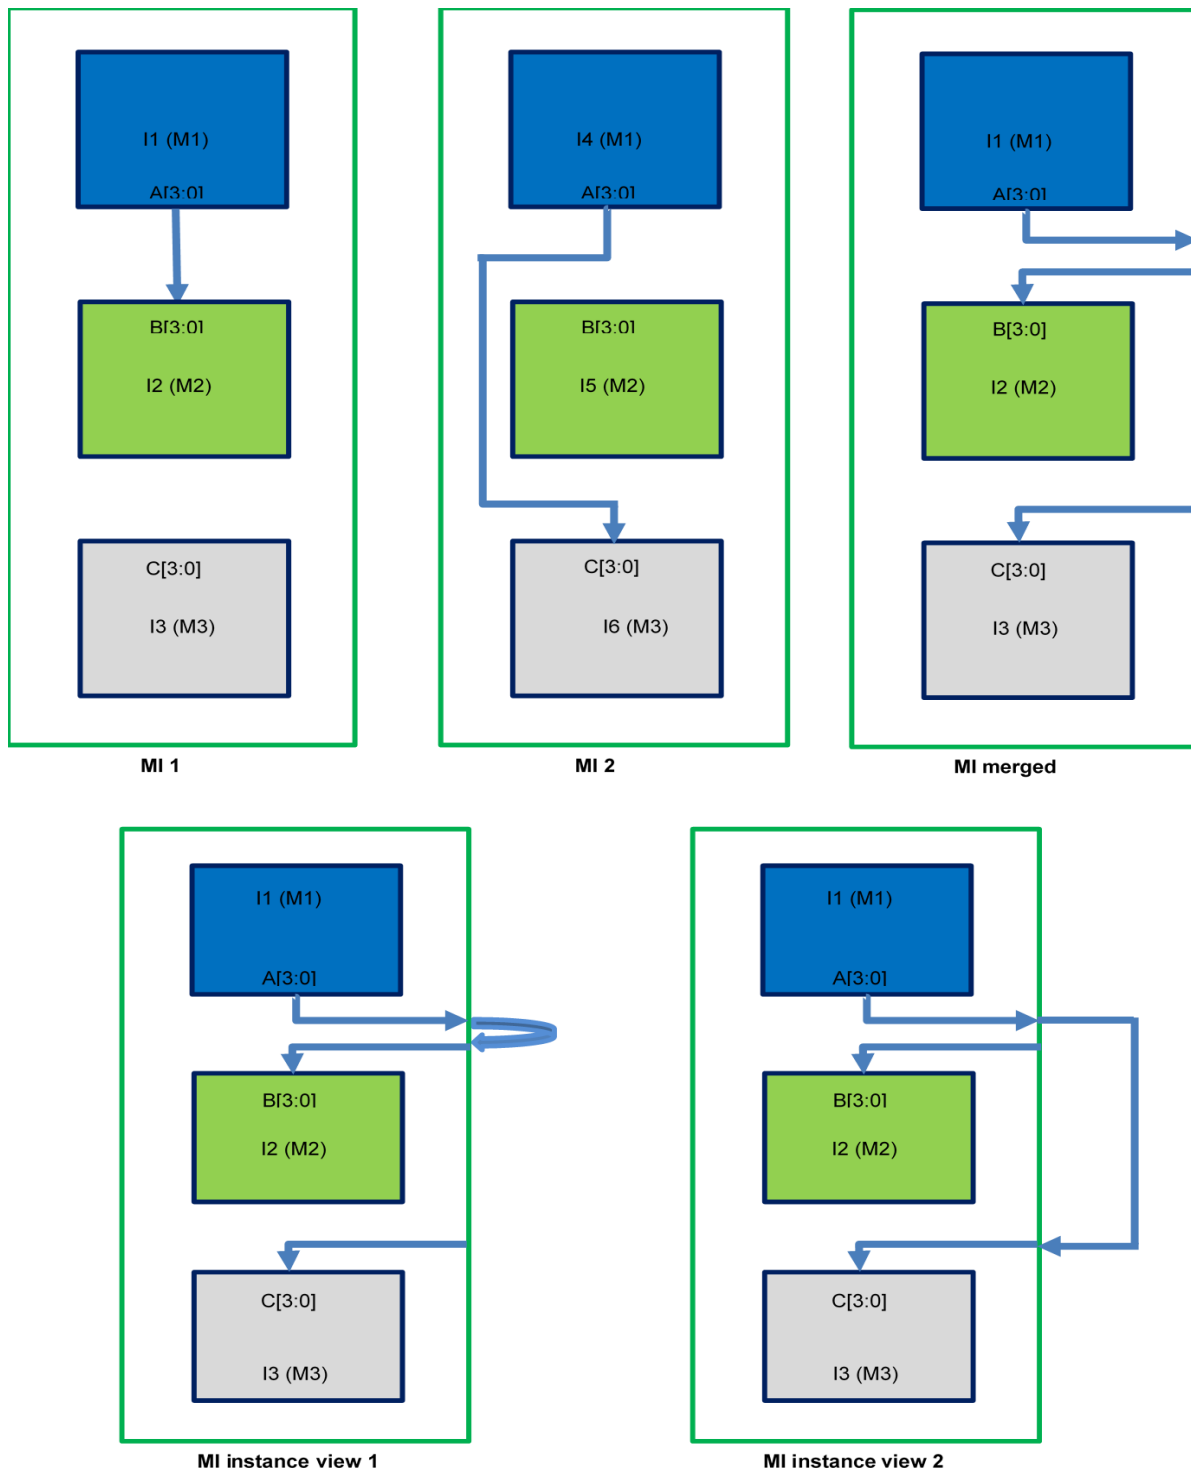 I1 (M1)
A[3:0]
B[3:0]
I2 (M2)
C[3:0]
I3 (M3)
MI 1
I4 (M1)
A[3:0]
B[3:0]
I5 (M2)
C[3:0]
I6 (M3)
MI 2
I1 (M1)
A[3:0]
B[3:0]
I2 (M2)
C[3:0]
I3 (M3)
MI merged
I1 (M1)
A[3:0]
B[3:0]
I2 (M2)
C[3:0]
I3 (M3)
MI instance view 1
I1 (M1)
A[3:0]
B[3:0]
I2 (M2)
C[3:0]
I3 (M3)
MI instance view 2